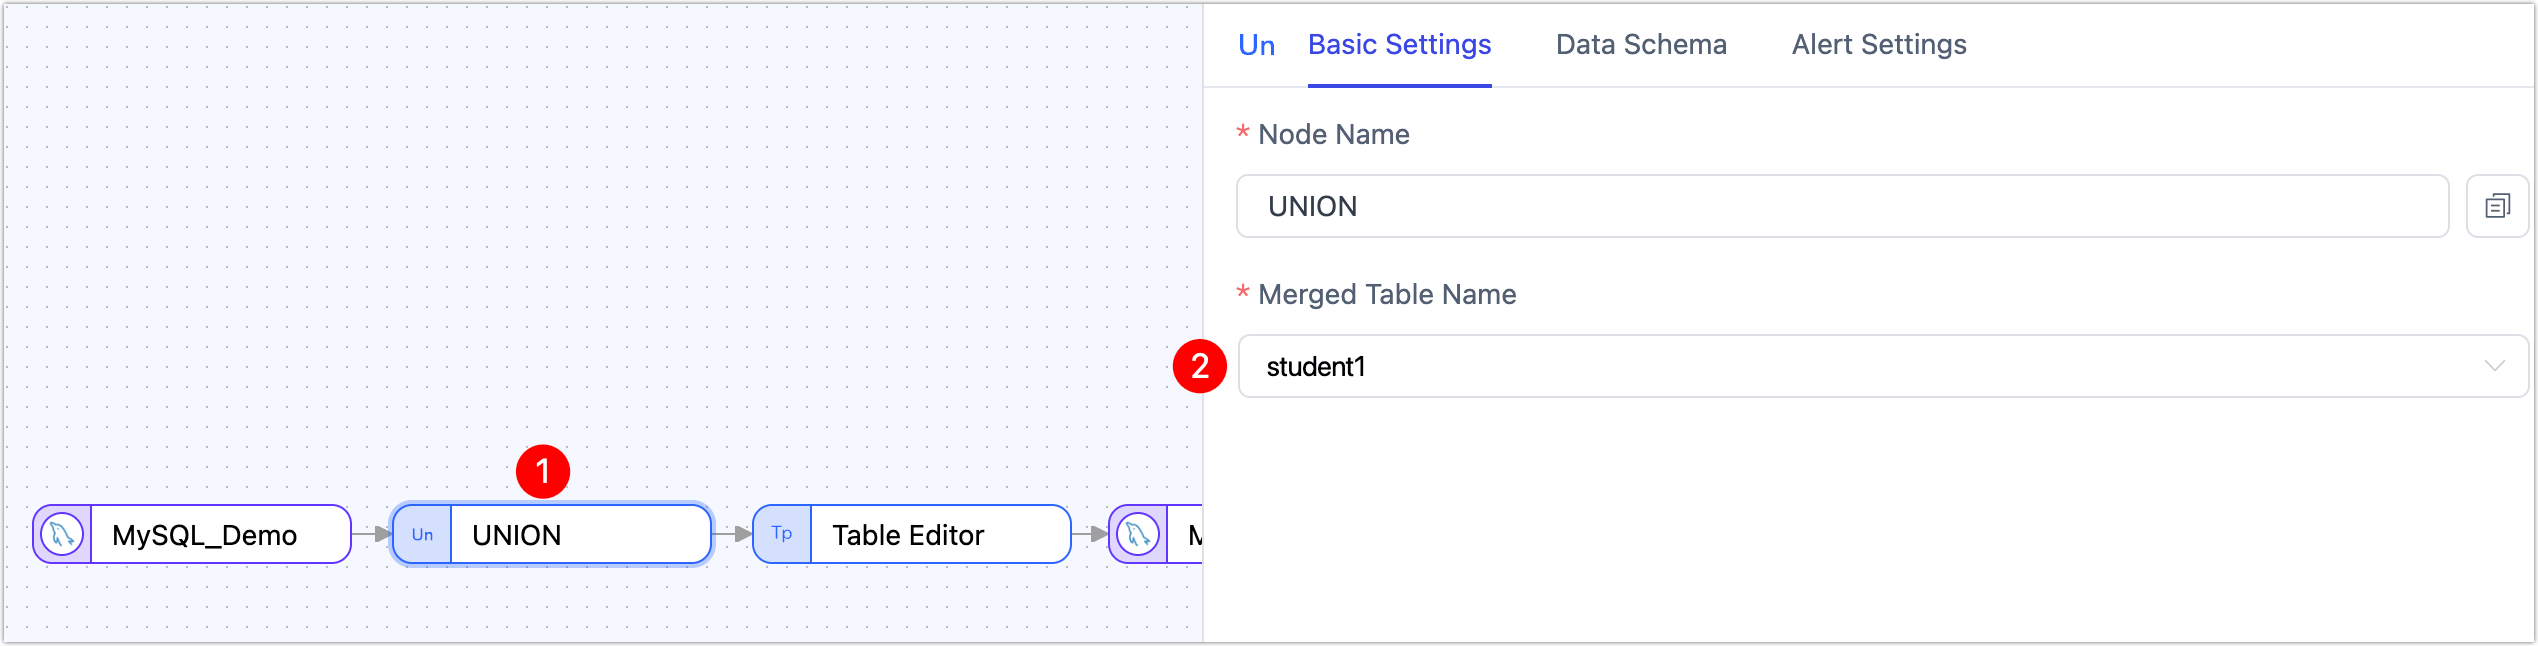 Un Basic Settings Data Schema Alert Settings
* Node Name
UNION
* Merged Table Name
2 student1
1
MySQL_Demo Un UNION Tp Table Editor M